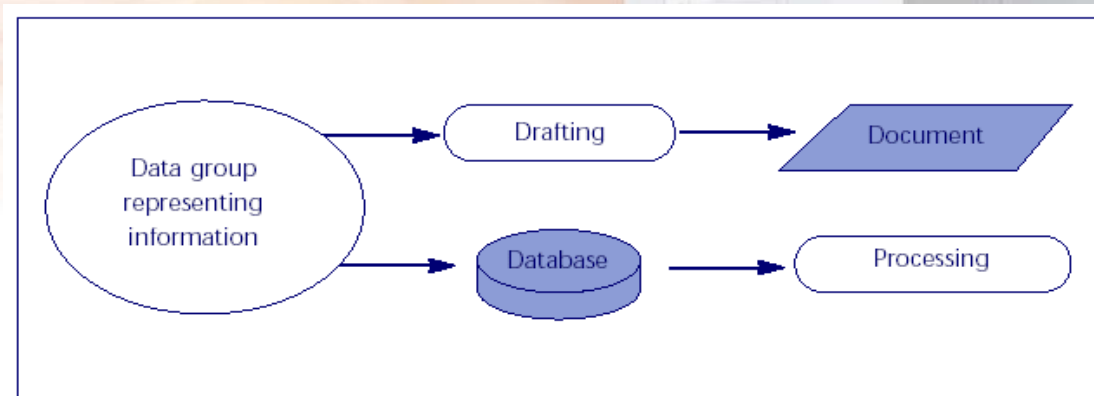 Data group
representing
information
Drafting
Document
Database
Processing